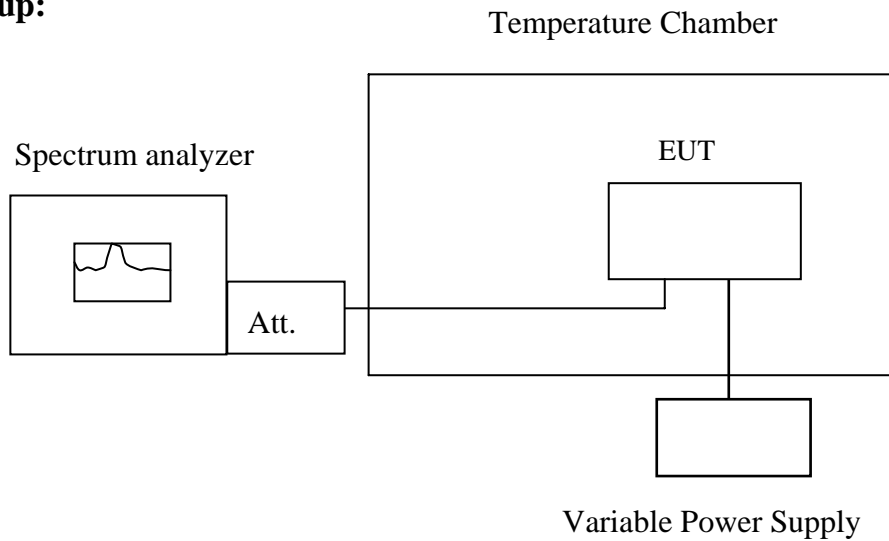 up:
Temperature Chamber
Spectrum analyzer
EUT
Att.
Variable Power Supply